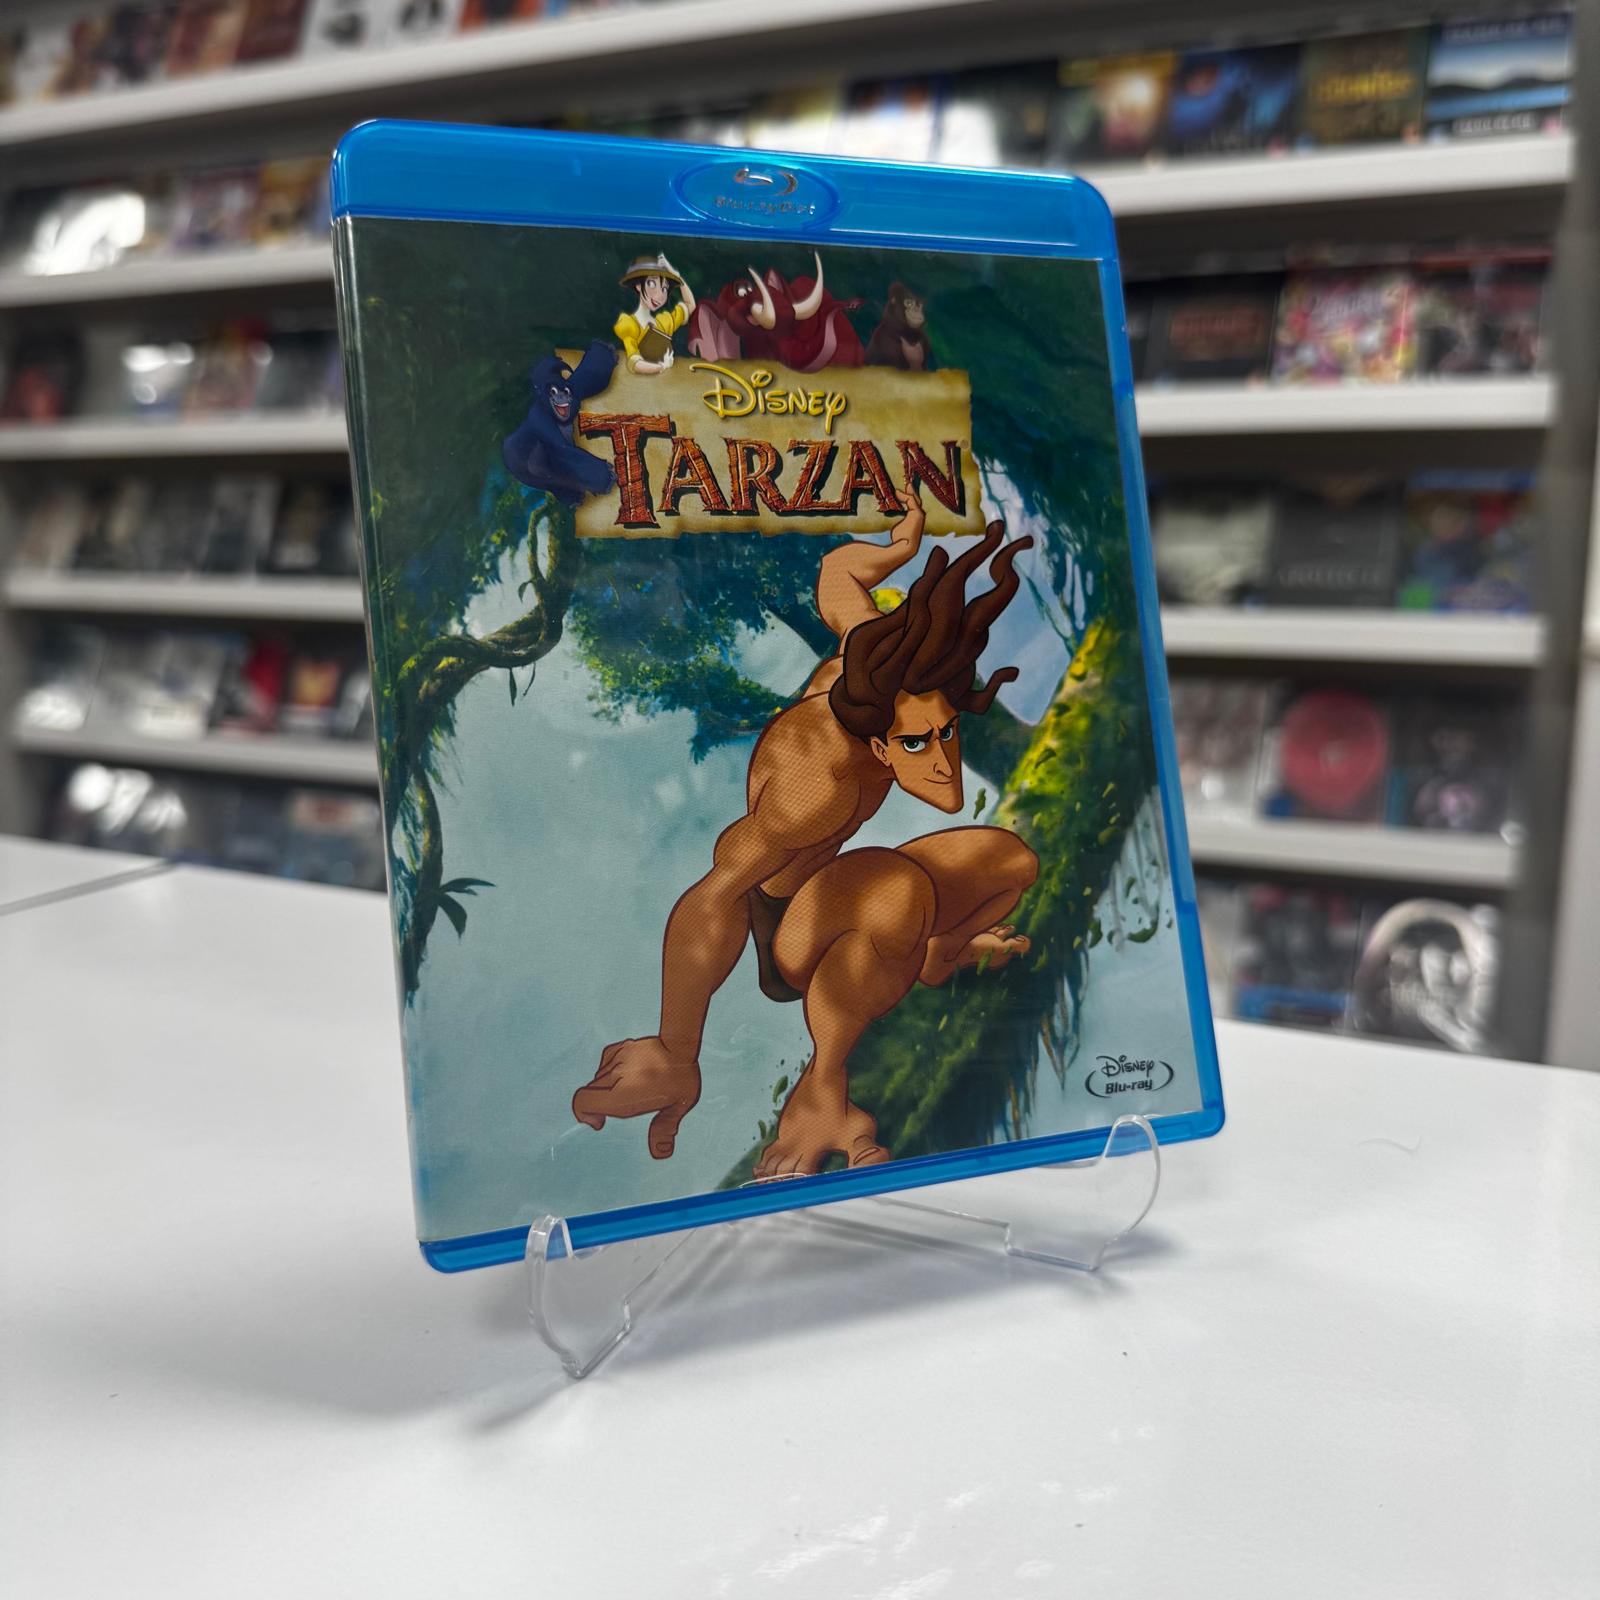 Blu-ray Disc
Disney
TARZAN
Disney
Blu-ray